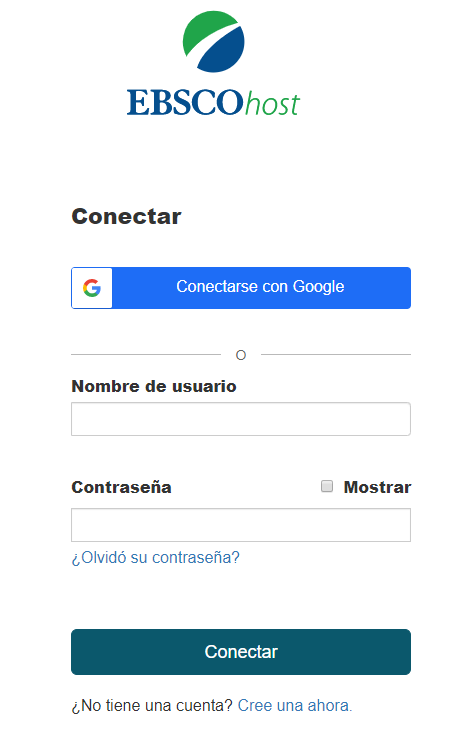 EBSCOhost
Conectar
Conectarse con Google
O
Nombre de usuario
Contraseña Mostrar
¿Olvidó su contraseña?
Conectar
¿No tiene una cuenta? Cree una ahora.